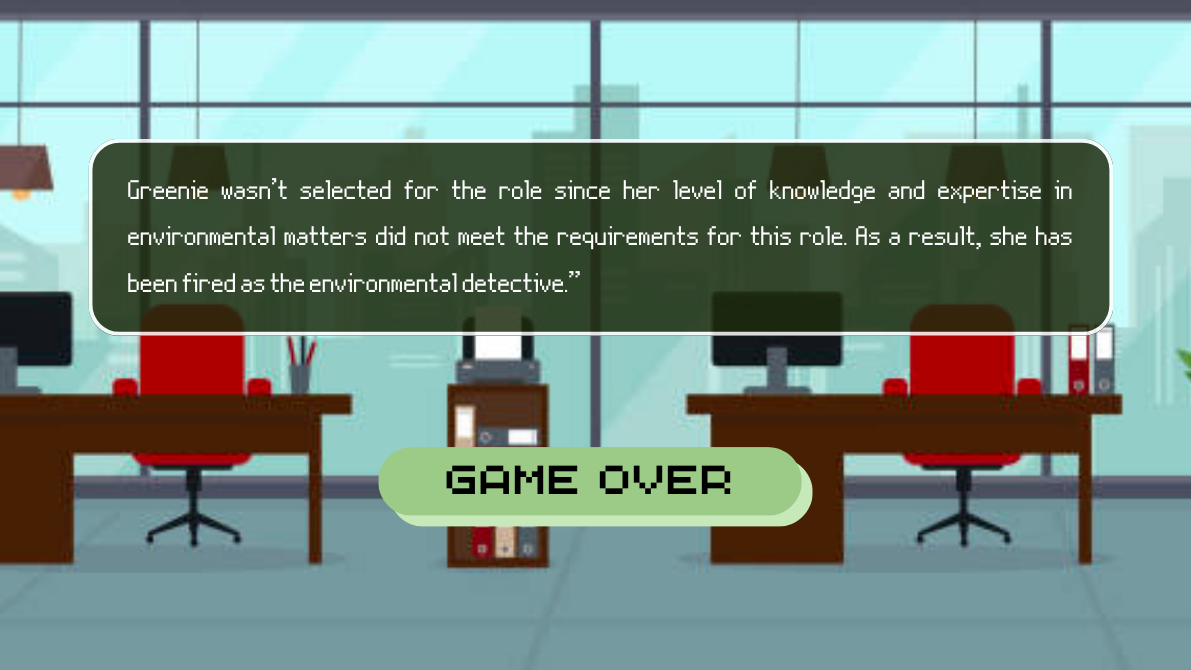 Greenie wasn't selected for the role since her level of knowledge and expertise in
environmental matters did not meet the requirements for this role. As a result, she has
been fired as the environmental detective.”
GAME OVER